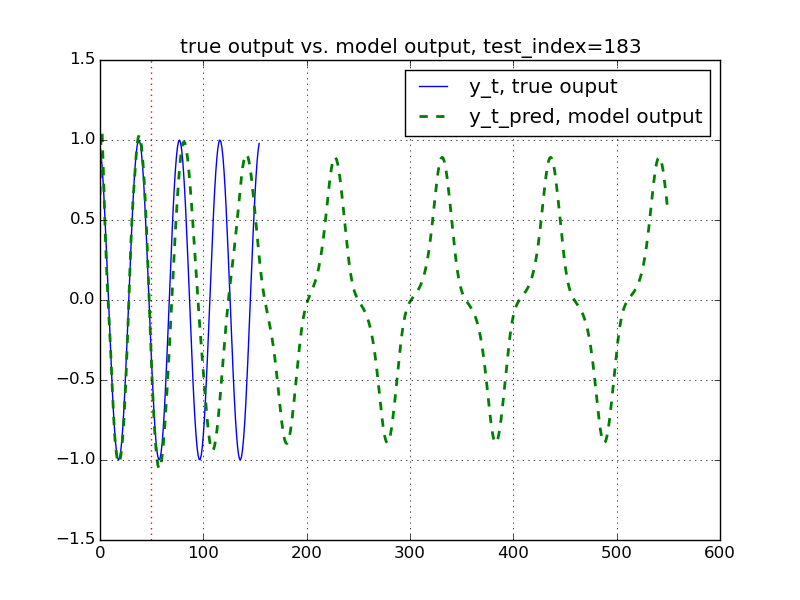 true output vs. model output, test_index=183
y_t, true ouput
y_t_pred, model output
1.5
1.0
0.5
0.0
−0.5
−1.0
−1.5
0 100 200 300 400 500 600